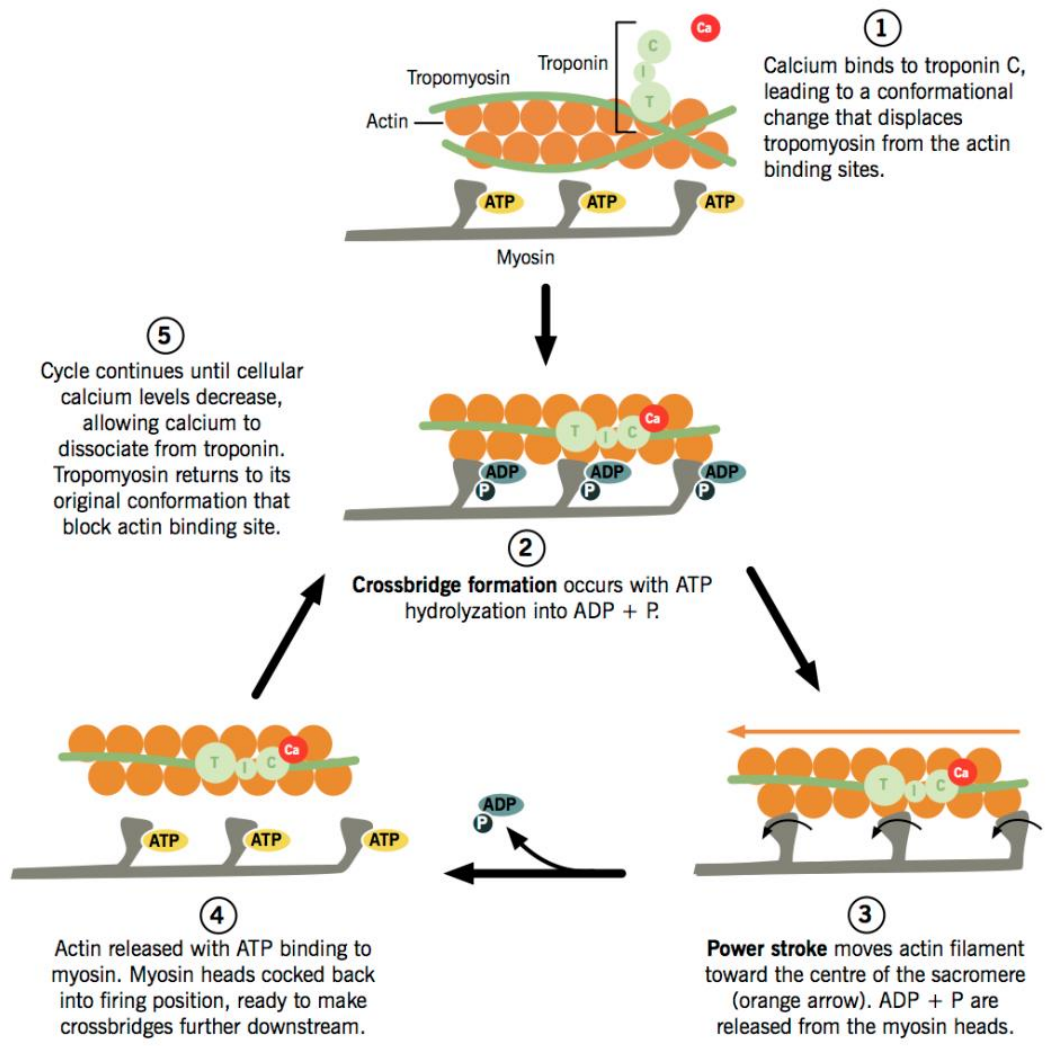 1
Calcium binds to troponin C,
leading to a conformational
change that displaces
tropomyosin from the actin
binding sites.
Ca
C
I
T
Troponin
Tropomyosin
Actin
ATP
ATP
ATP
Myosin
5
Cycle continues until cellular
calcium levels decrease,
allowing calcium to
dissociate from troponin.
Tropomyosin returns to its
original conformation that
block actin binding site.
T I C Ca
ADP
P
ADP
P
ADP
P
2
Crossbridge formation occurs with ATP
hydrolyzation into ADP + P.
T I C Ca
3
Power stroke moves actin filament
toward the centre of the sacromere
(orange arrow). ADP + P are
released from the myosin heads.
ADP
P
T I C Ca
ATP
ATP
ATP
4
Actin released with ATP binding to
myosin. Myosin heads cocked back
into firing position, ready to make
crossbridges further downstream.